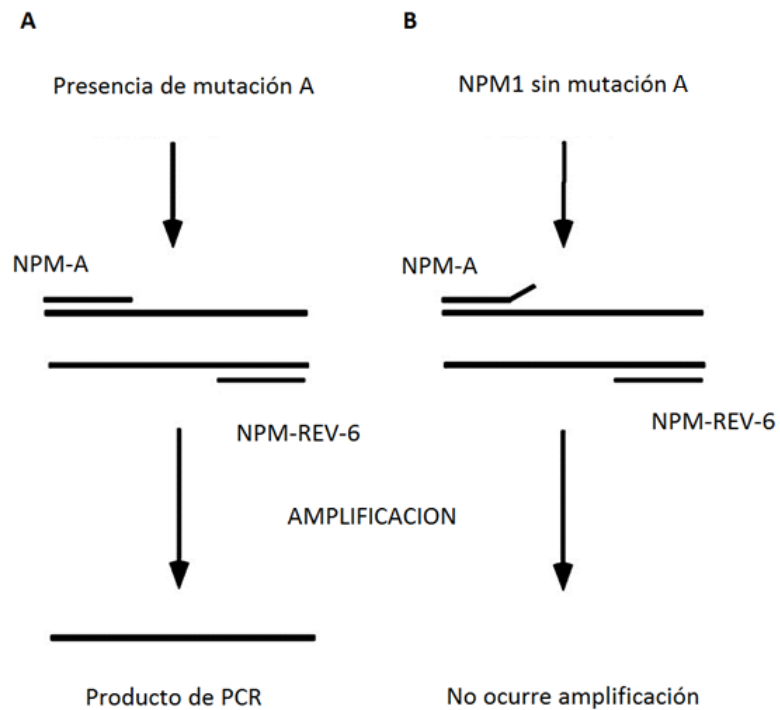 A
B
Presencia de mutación A
NPM1 sin mutación A
NPM-A
NPM-A
NPM-REV-6
NPM-REV-6
AMPLIFICACION
Producto de PCR
No ocurre amplificación